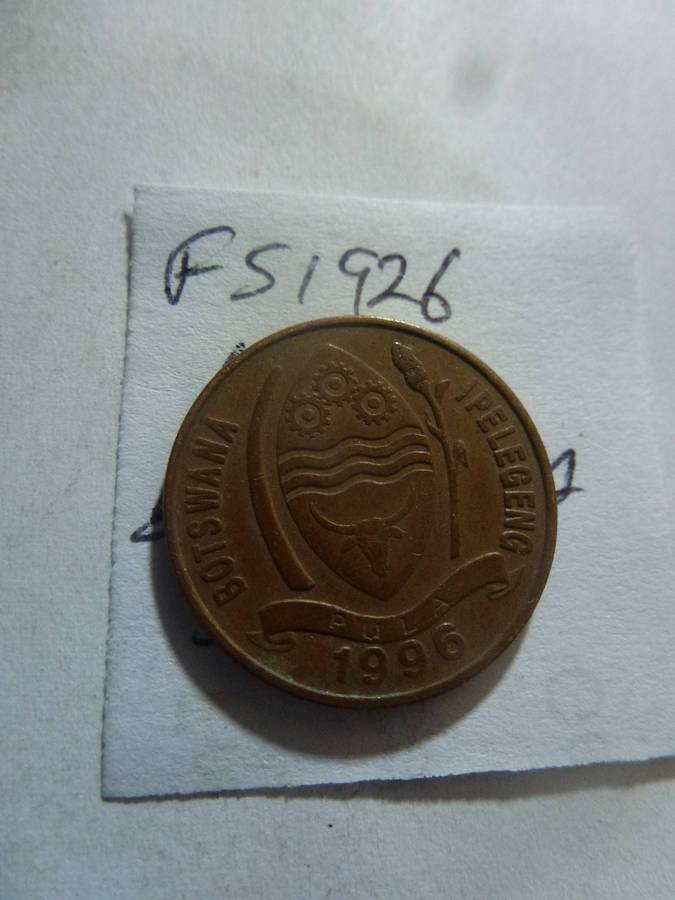 FS1926
BOTSWANA
IPELEGENG
PULA
1996